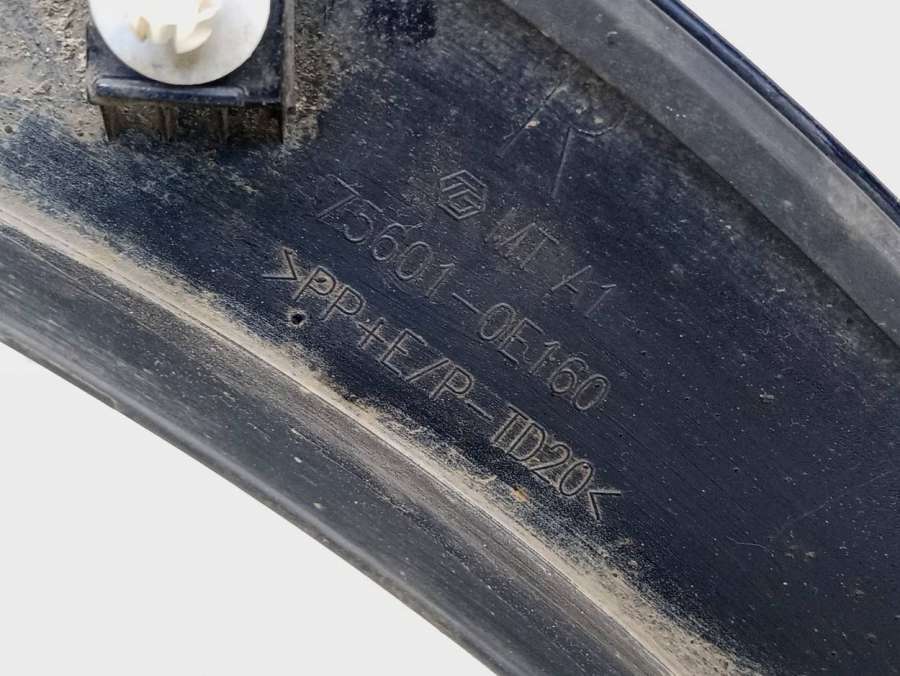 R
MT A1
75601-0E160
>PP+E/P-TD20<